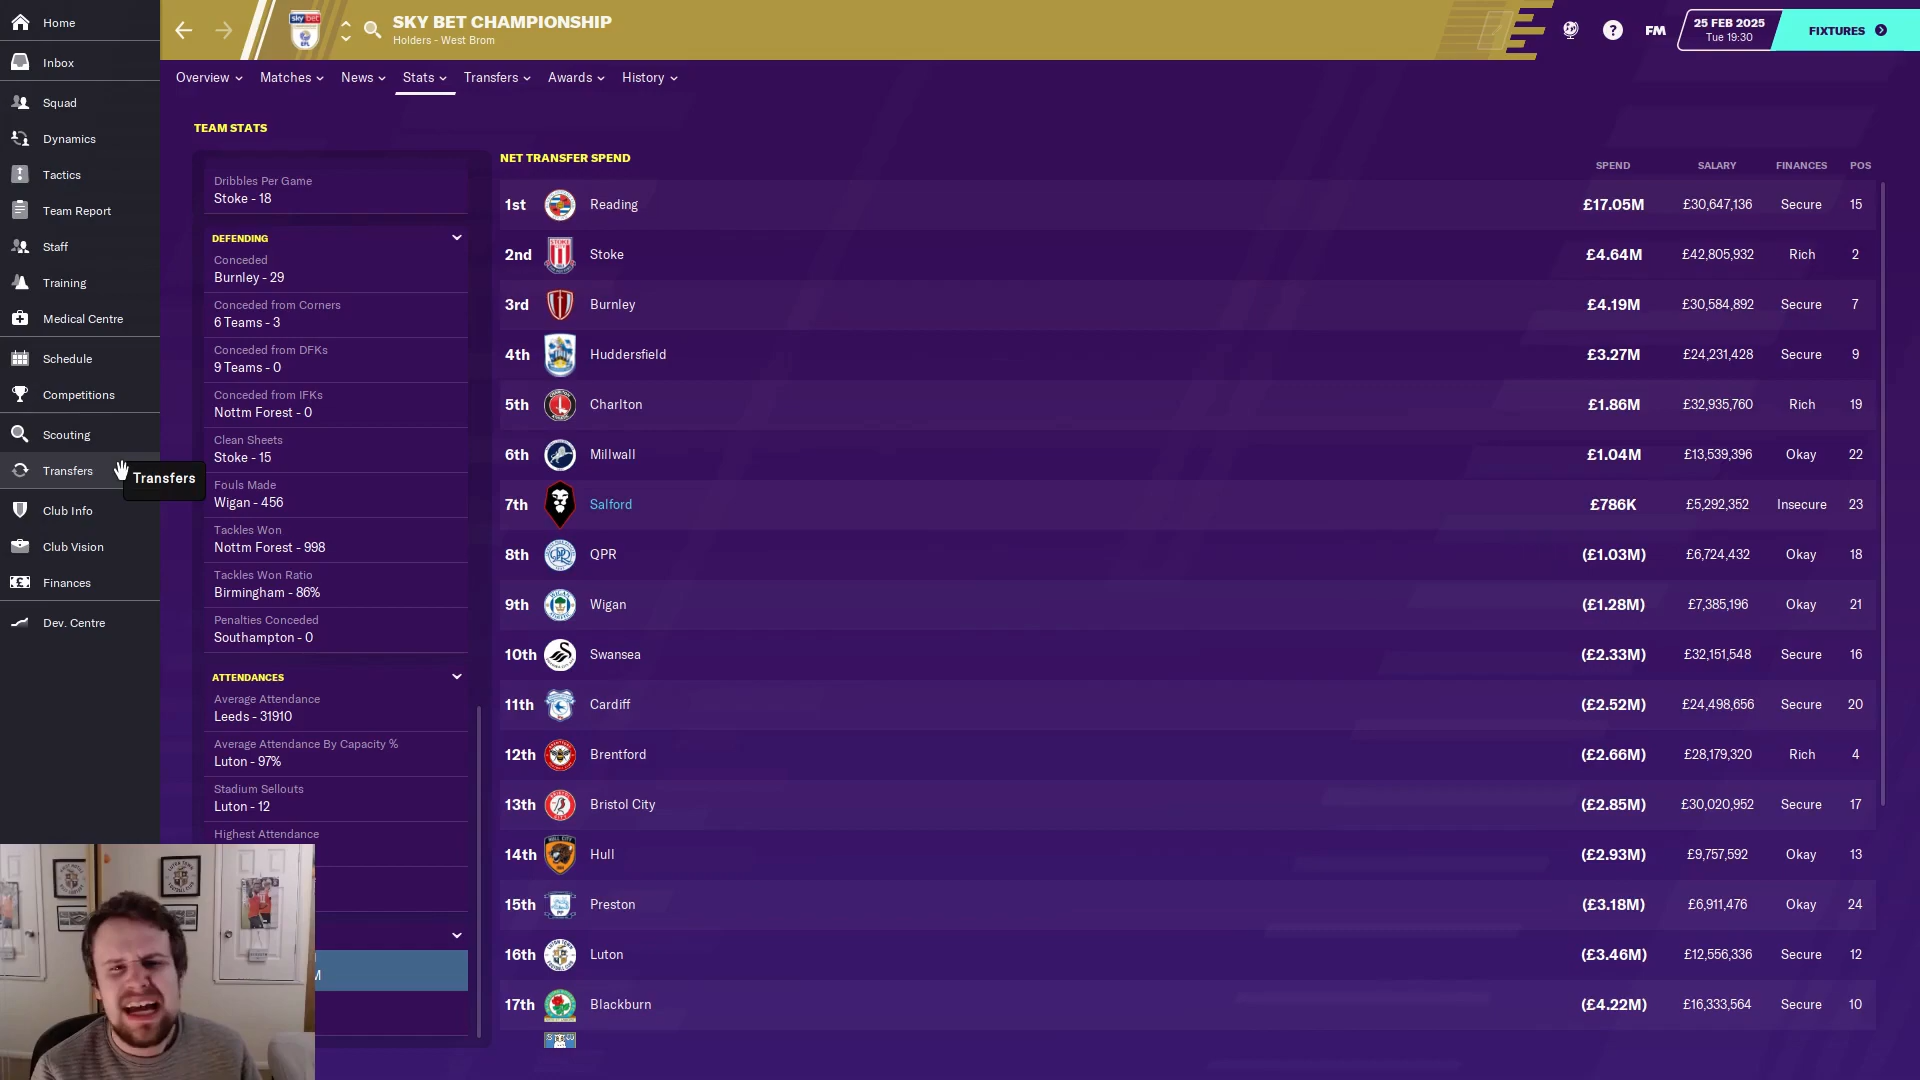 Home
Inbox
Squad
Dynamics
Tactics
Team Report
Staff
Training
Medical Centre
Schedule
Competitions
Scouting
Transfers
Transfers
Club Info
Club Vision
Finances
Dev. Centre
sky bet
EFL
SKY BET CHAMPIONSHIP
Holders - West Brom
?
FM
25 FEB 2025
Tue 19:30
FIXTURES
Overview
Matches
News
Stats
Transfers
Awards
History
TEAM STATS
Dribbles Per Game
Stoke - 18
DEFENDING
Conceded
Burnley - 29
Conceded from Corners
6 Teams - 3
Conceded from DFKs
9 Teams - 0
Conceded from IFKs
Nottm Forest - 0
Clean Sheets
Stoke - 15
Fouls Made
Wigan - 456
Tackles Won
Nottm Forest - 998
Tackles Won Ratio
Birmingham - 86%
Penalties Conceded
Southampton - 0
ATTENDANCES
Average Attendance
Leeds - 31910
Average Attendance By Capacity %
Luton - 97%
Stadium Sellouts
Luton - 12
Highest Attendance
M
NET TRANSFER SPEND
SPEND SALARY FINANCES POS
1st Reading £17.05M £30,647,136 Secure 15
2nd Stoke £4.64M £42,805,932 Rich 2
3rd Burnley £4.19M £30,584,892 Secure 7
4th Huddersfield £3.27M £24,231,428 Secure 9
5th Charlton £1.86M £32,935,760 Rich 19
6th Millwall £1.04M £13,539,396 Okay 22
7th Salford £786K £5,292,352 Insecure 23
8th QPR (£1.03M) £6,724,432 Okay 18
9th Wigan (£1.28M) £7,385,196 Okay 21
10th Swansea (£2.33M) £32,151,548 Secure 16
11th Cardiff (£2.52M) £24,498,656 Secure 20
12th Brentford (£2.66M) £28,179,320 Rich 4
13th Bristol City (£2.85M) £30,020,952 Secure 17
14th Hull (£2.93M) £9,757,592 Okay 13
15th Preston (£3.18M) £6,911,476 Okay 24
16th Luton (£3.46M) £12,556,336 Secure 12
17th Blackburn (£4.22M) £16,333,564 Secure 10